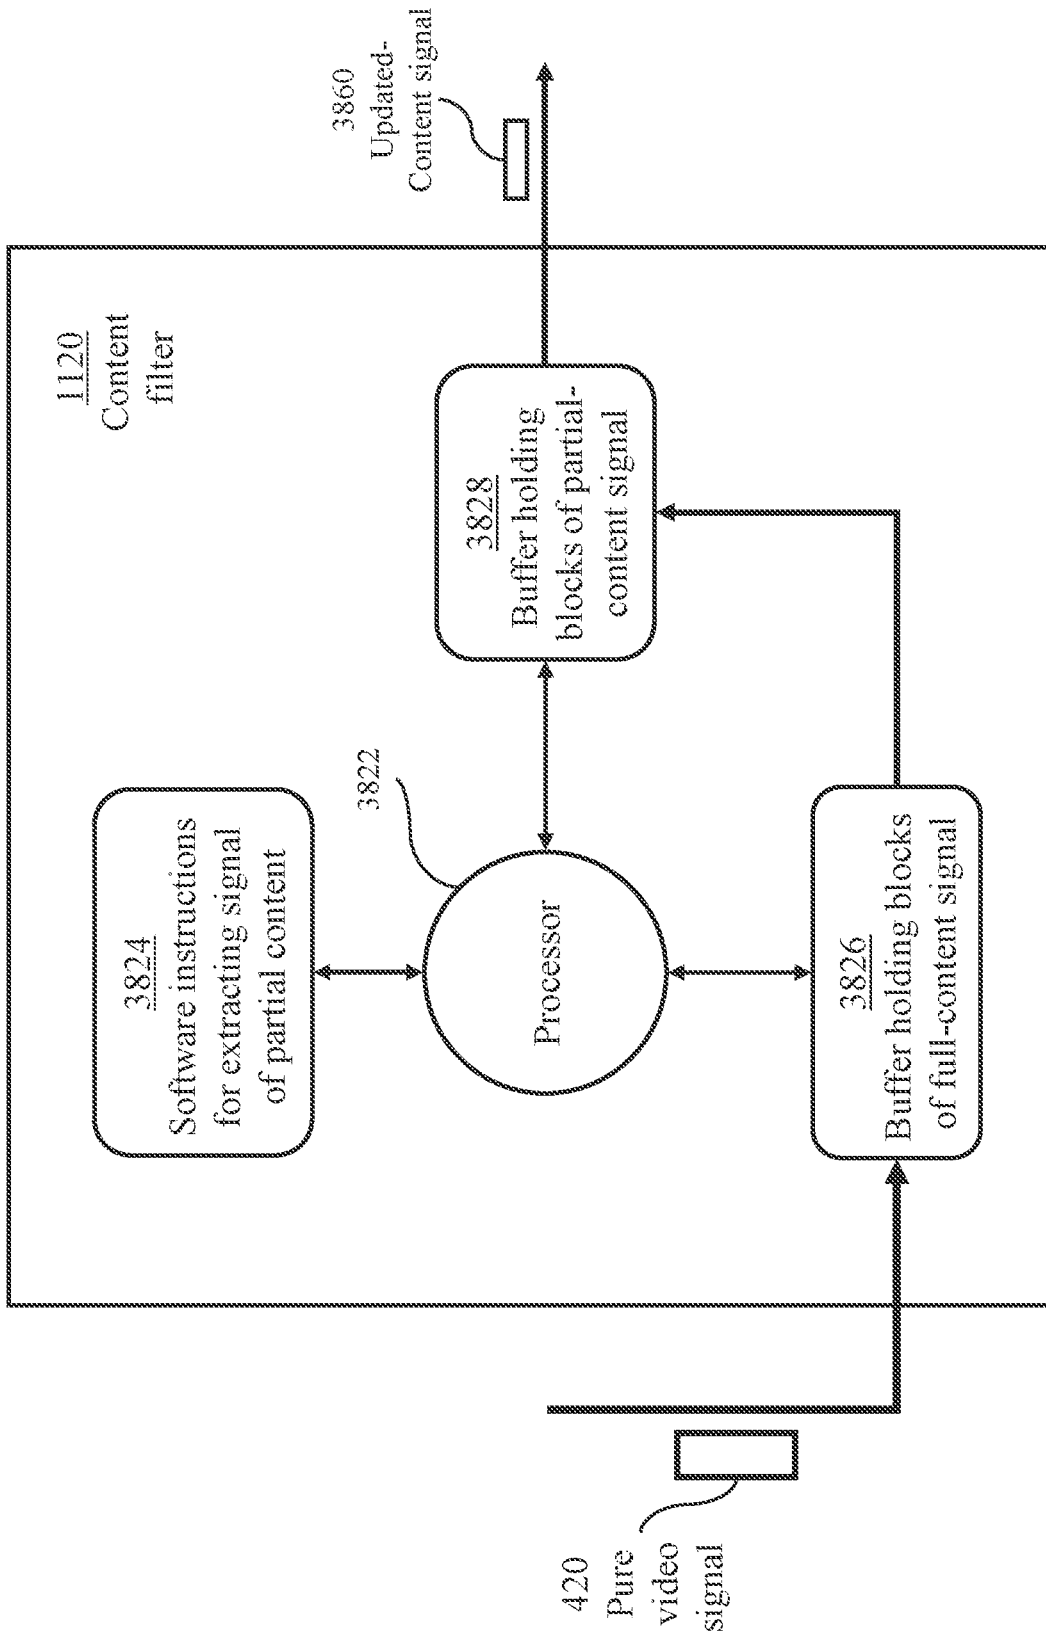 1120
Content
filter
3860
Updated-
Content signal
3824
Software instructions
for extracting signal
of partial content
3822
Processor
3828
Buffer holding
blocks of partial-
content signal
3826
Buffer holding blocks
of full-content signal
420
Pure
video
signal